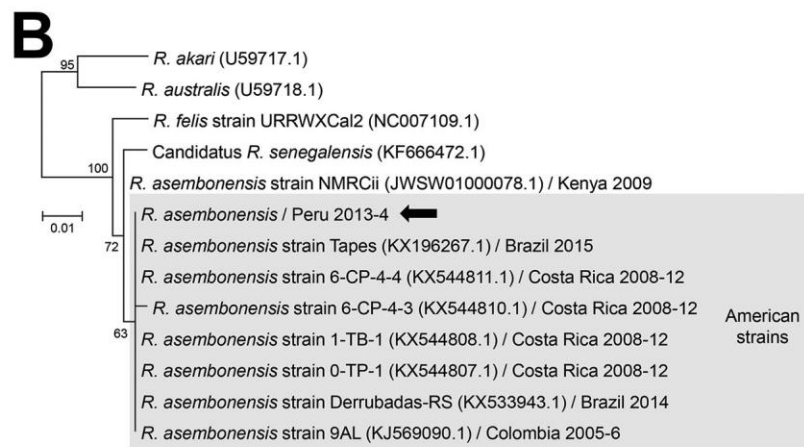 B
95
R. akari (U59717.1)
R. australis (U59718.1)
R. felis strain URRWXCal2 (NC007109.1)
100
Candidatus R. senegalensis (KF666472.1)
R. asembonensis strain NMRCii (JWSW01000078.1) / Kenya 2009
0.01
R. asembonensis / Peru 2013-4
72
R. asembonensis strain Tapes (KX196267.1) / Brazil 2015
R. asembonensis strain 6-CP-4-4 (KX544811.1) / Costa Rica 2008-12
R. asembonensis strain 6-CP-4-3 (KX544810.1) / Costa Rica 2008-12
American
strains
63
R. asembonensis strain 1-TB-1 (KX544808.1) / Costa Rica 2008-12
R. asembonensis strain 0-TP-1 (KX544807.1) / Costa Rica 2008-12
R. asembonensis strain Derrubadas-RS (KX533943.1) / Brazil 2014
R. asembonensis strain 9AL (KJ569090.1) / Colombia 2005-6